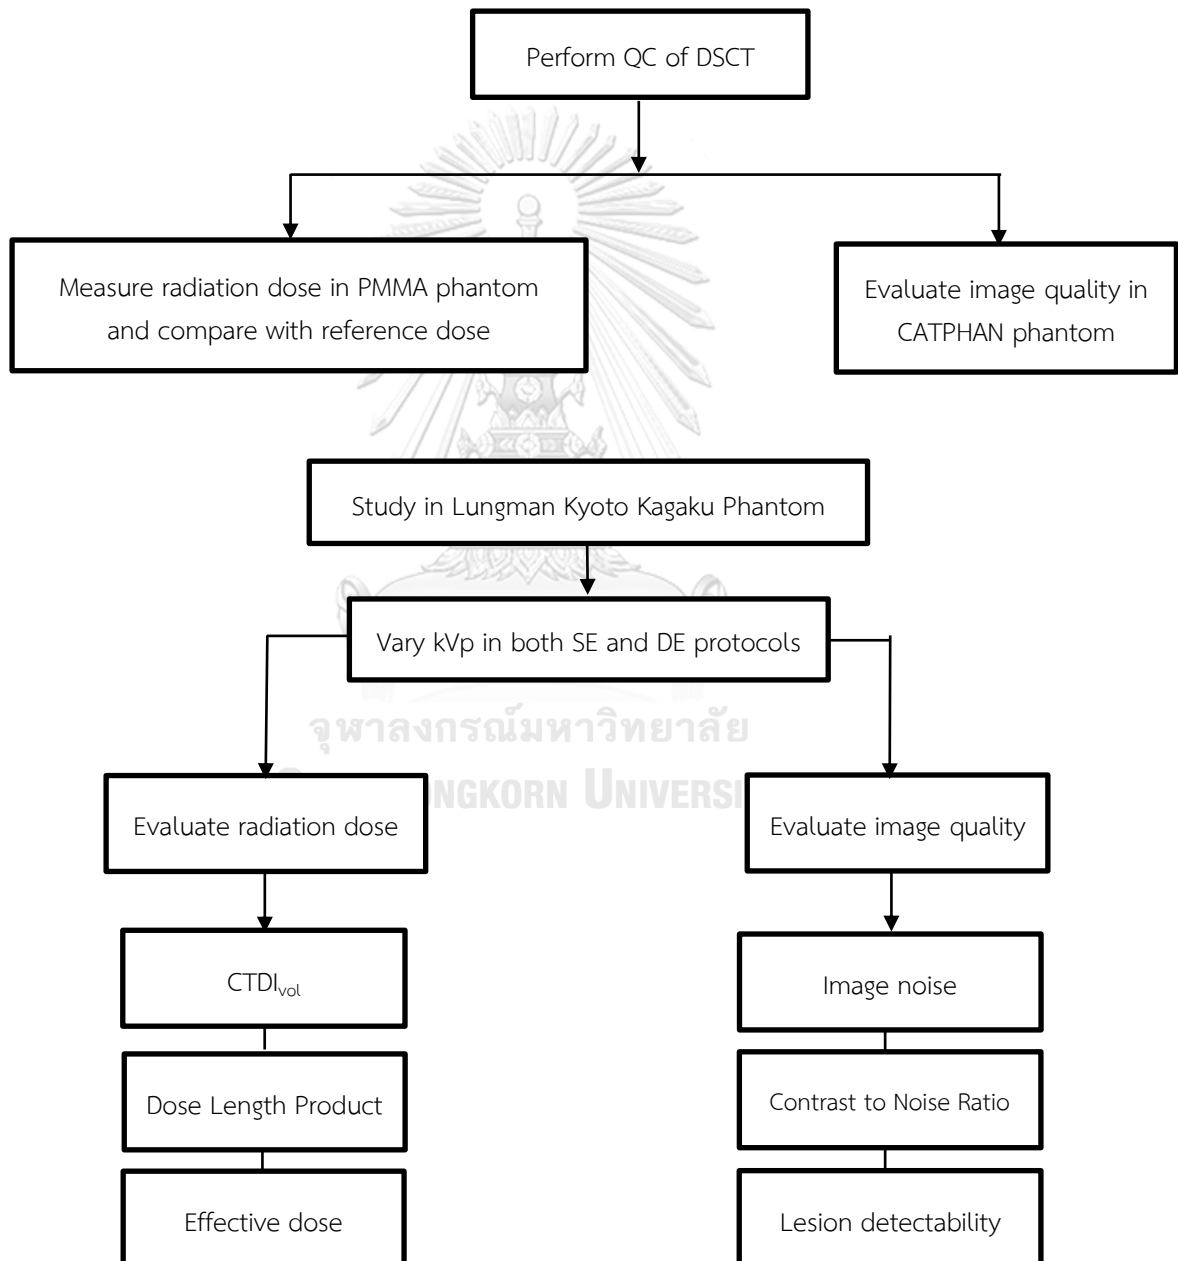 Perform QC of DSCT
Measure radiation dose in PMMA phantom
and compare with reference dose
Evaluate image quality in
CATPHAN phantom
Study in Lungman Kyoto Kagaku Phantom
Vary kVp in both SE and DE protocols
จุฬาลงกรณ์มหาวิทยาลัย
NGKORN UNIVERSI
Evaluate radiation dose
Evaluate image quality
CTDIvol
Image noise
Dose Length Product
Contrast to Noise Ratio
Effective dose
Lesion detectability